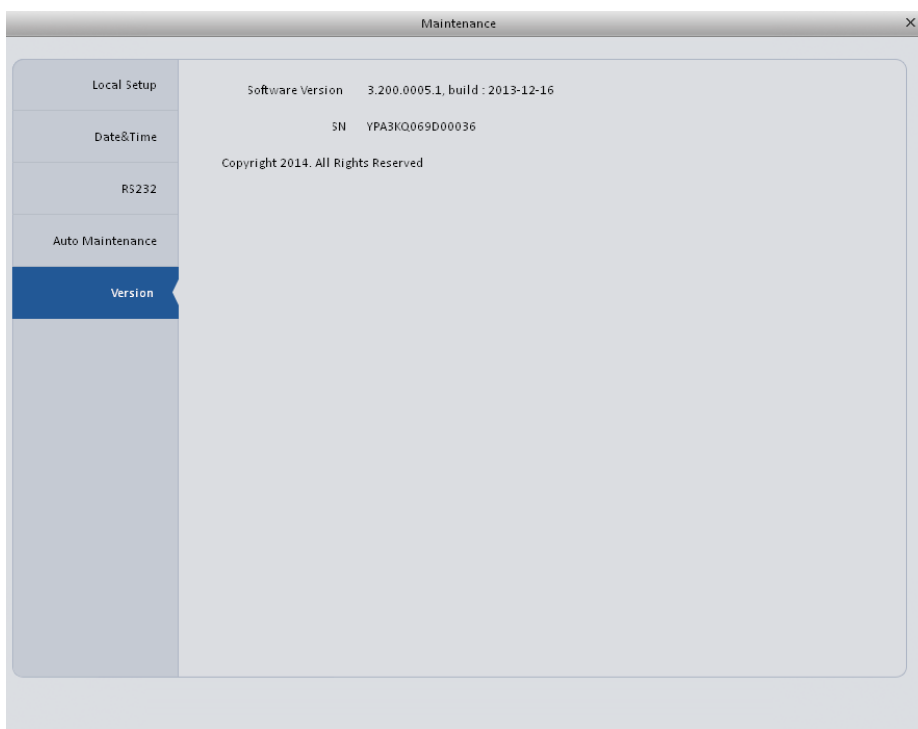 Maintenance
Local Setup
Date&Time
RS232
Auto Maintenance
Version
Software Version 3.200.0005.1, build : 2013-12-16
SN YPA3KQ069D00036
Copyright 2014. All Rights Reserved